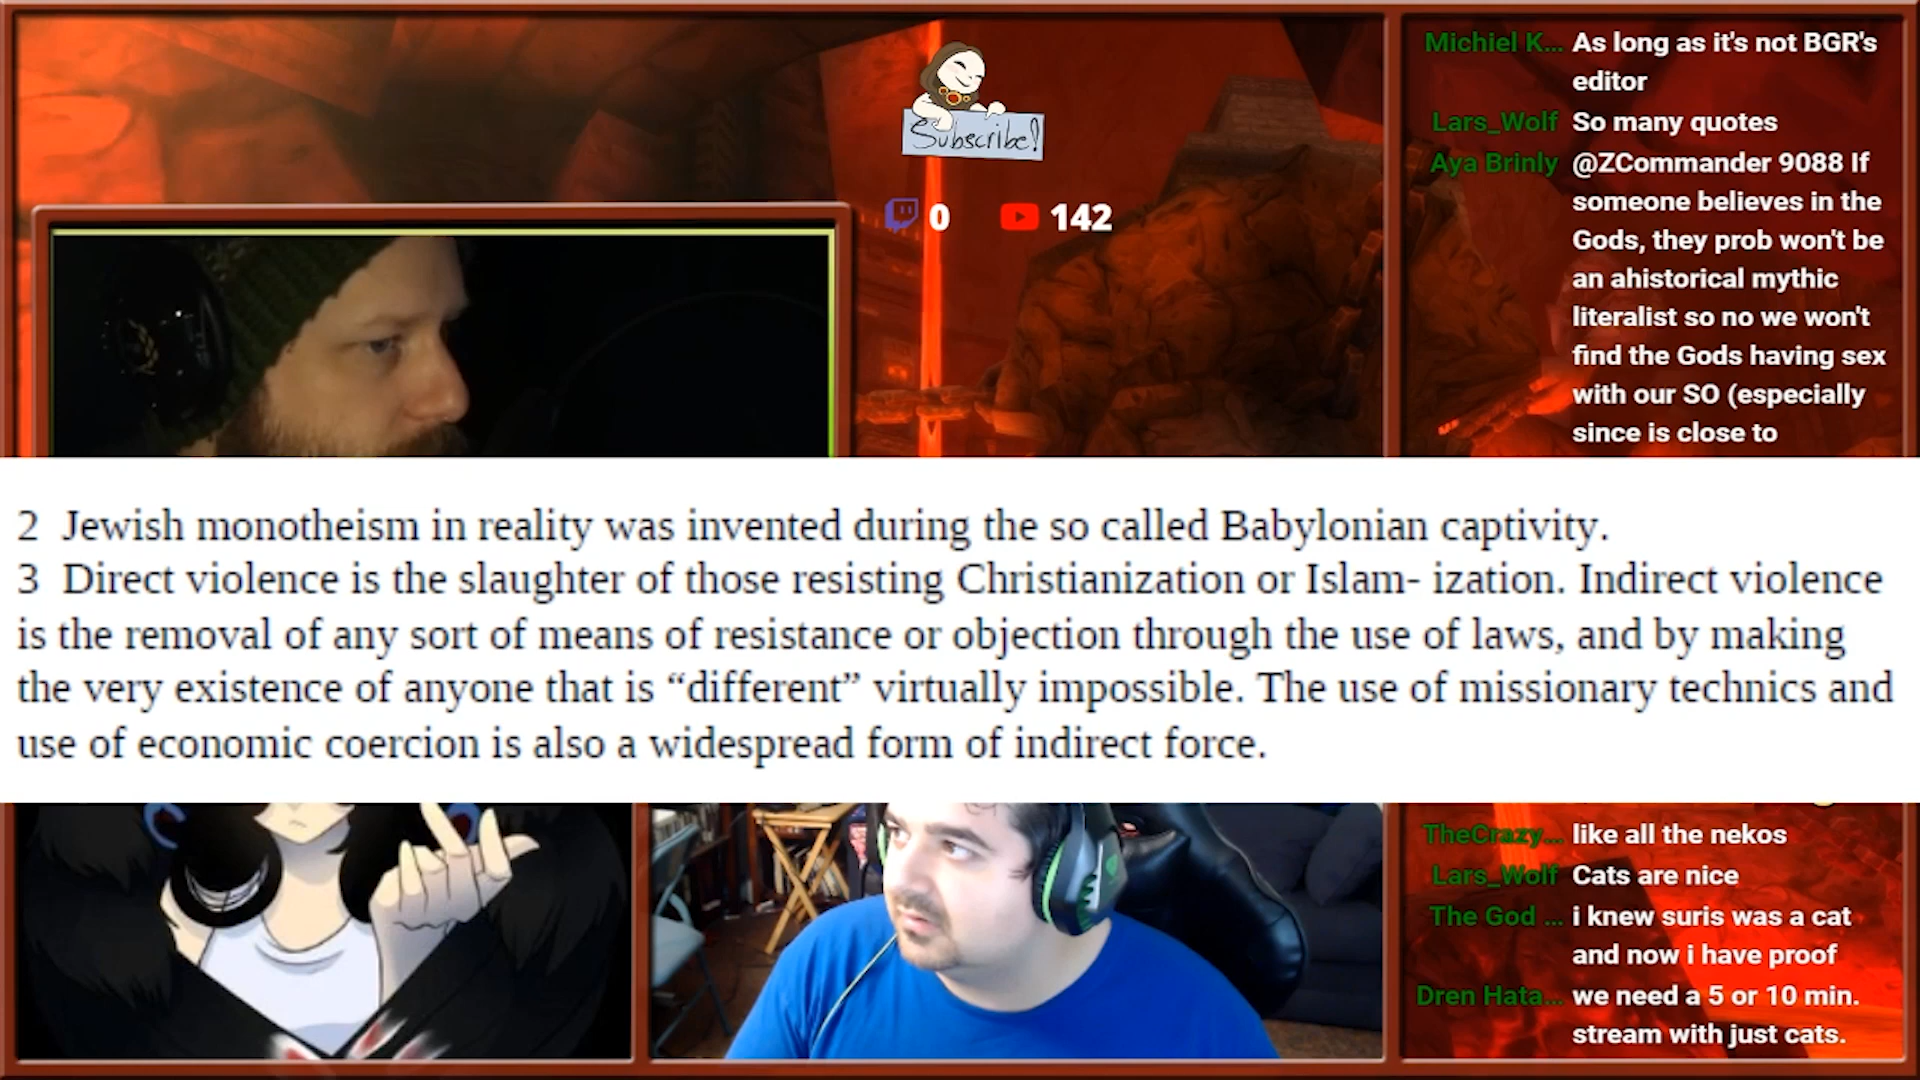 Subscribe!
0 142
Michiel K... As long as it's not BGR's
editor
Lars_Wolf So many quotes
Aya Brinly @ZCommander 9088 If
someone believes in the
Gods, they prob won't be
an ahistorical mythic
literalist so no we won't
find the Gods having sex
with our SO (especially
since is close to
2 Jewish monotheism in reality was invented during the so called Babylonian captivity.
3 Direct violence is the slaughter of those resisting Christianization or Islam- ization. Indirect violence
is the removal of any sort of means of resistance or objection through the use of laws, and by making
the very existence of anyone that is “different” virtually impossible. The use of missionary technics and
use of economic coercion is also a widespread form of indirect force.
TheCrazy... like all the nekos
Lars_Wolf Cats are nice
The God ... i knew suris was a cat
and now i have proof
Dren Hata... we need a 5 or 10 min.
stream with just cats.